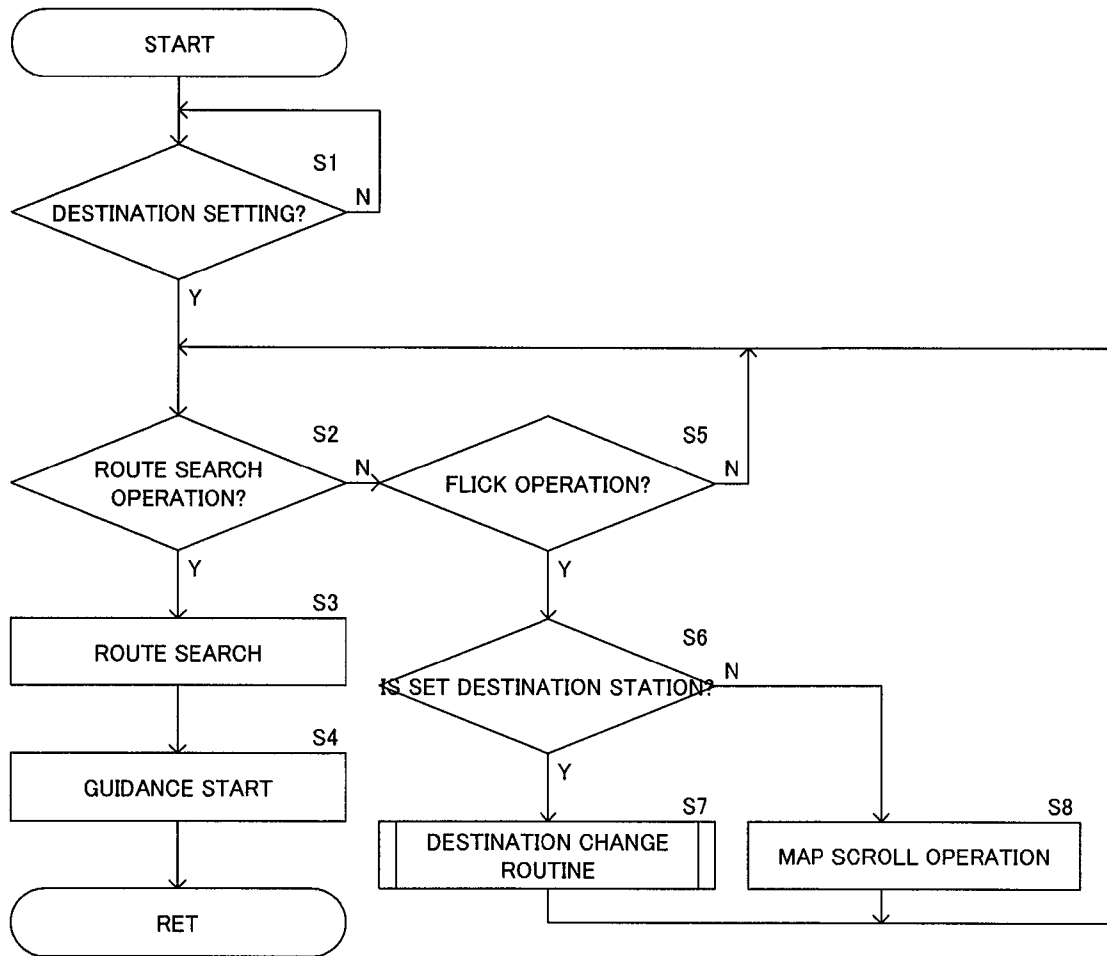 START
S1
N
DESTINATION SETTING?
Y
S2
N
ROUTE SEARCH
OPERATION?
Y
S5
N
FLICK OPERATION?
Y
S3
ROUTE SEARCH
S6
N
IS SET DESTINATION STATION?
Y
S4
GUIDANCE START
S7
DESTINATION CHANGE
ROUTINE
S8
MAP SCROLL OPERATION
RET